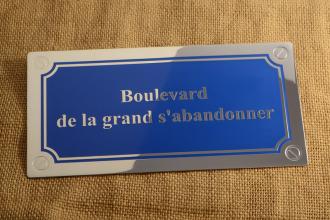 Boulevard
de la grand s'abandonner